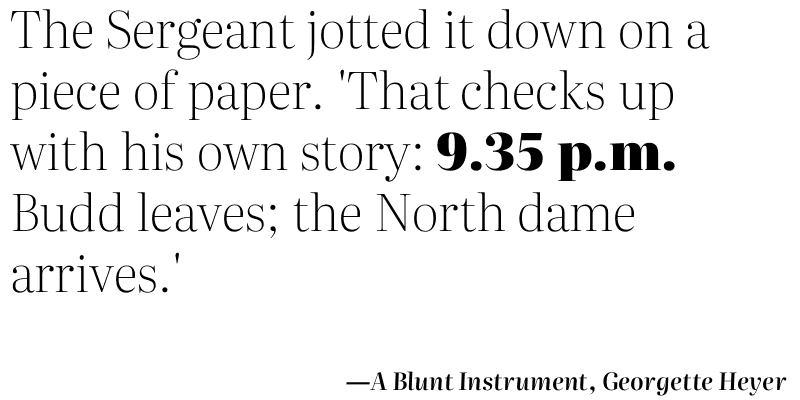 The Sergeant jotted it down on a
piece of paper. 'That checks up
with his own story: 9.35 p.m.
Budd leaves; the North dame
arrives.'
—A Blunt Instrument, Georgette Heyer